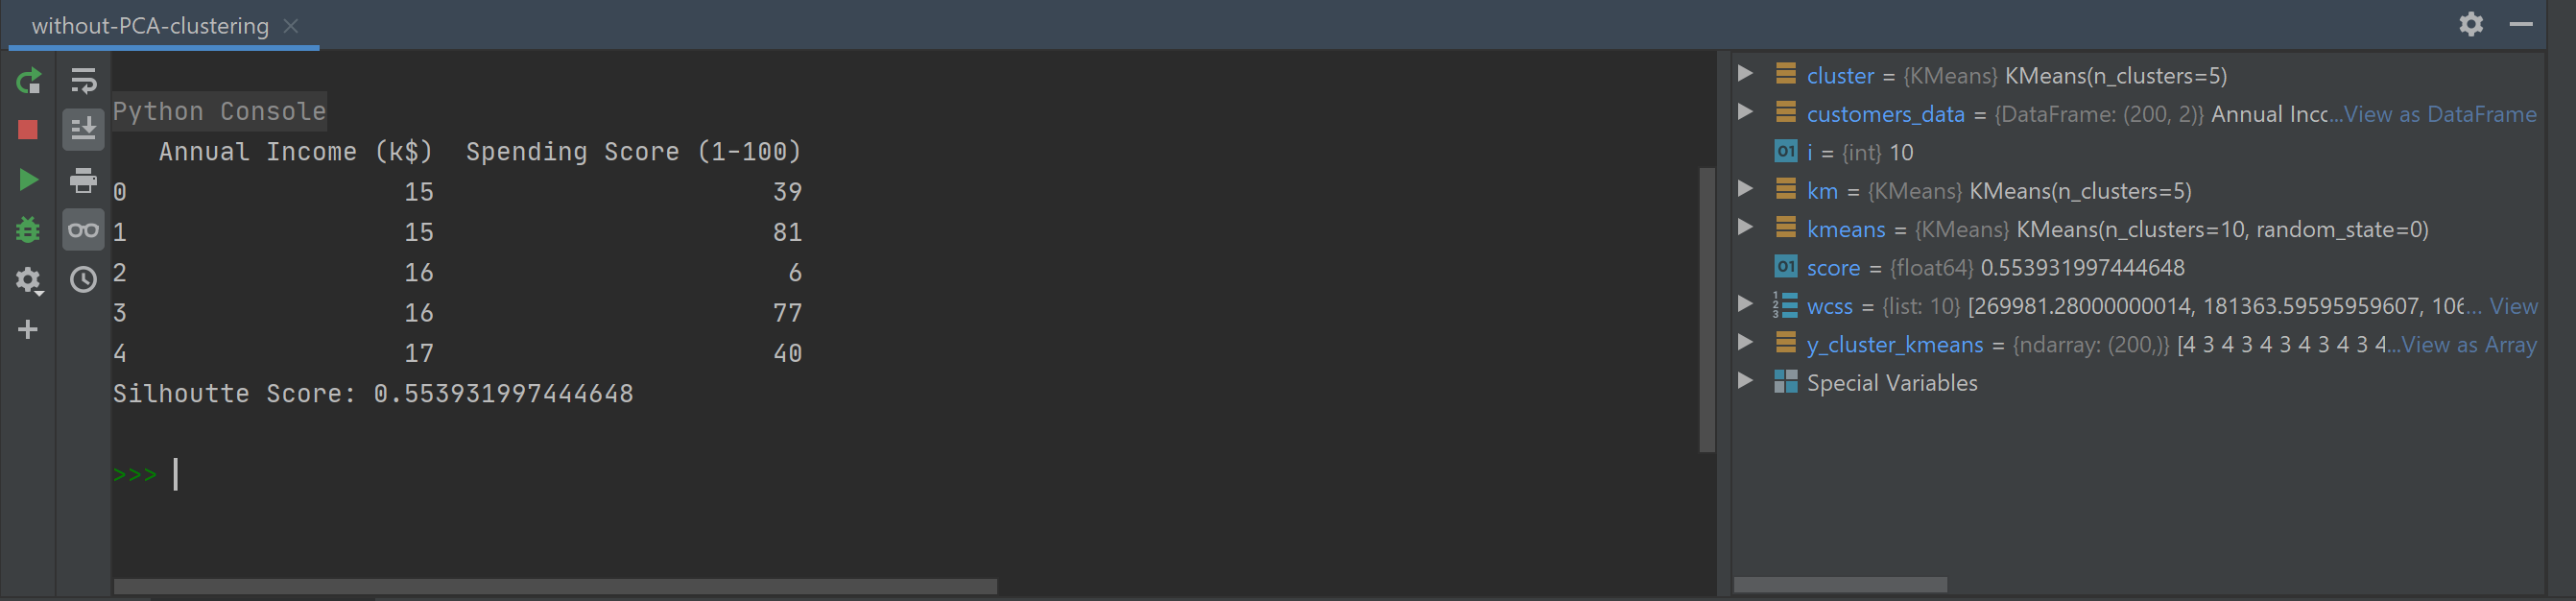 without-PCA-clustering
Python Console
Annual Income (k$)  Spending Score (1-100)
0                  15                      39
1                  15                      81
2                  16                       6
3                  16                      77
4                  17                      40
Silhoutte Score: 0.553931997444648
>>>
cluster = {KMeans} KMeans(n_clusters=5)
customers_data = {DataFrame: (200, 2)} Annual Inc...View as DataFrame
01 i = {int} 10
km = {KMeans} KMeans(n_clusters=5)
kmeans = {KMeans} KMeans(n_clusters=10, random_state=0)
01 score = {float64} 0.553931997444648
wcss = {list: 10} [269981.28000000014, 181363.59595959607, 106... View
y_cluster_kmeans = {ndarray: (200,)} [4 3 4 3 4 3 4 3 4 3 4...View as Array
Special Variables